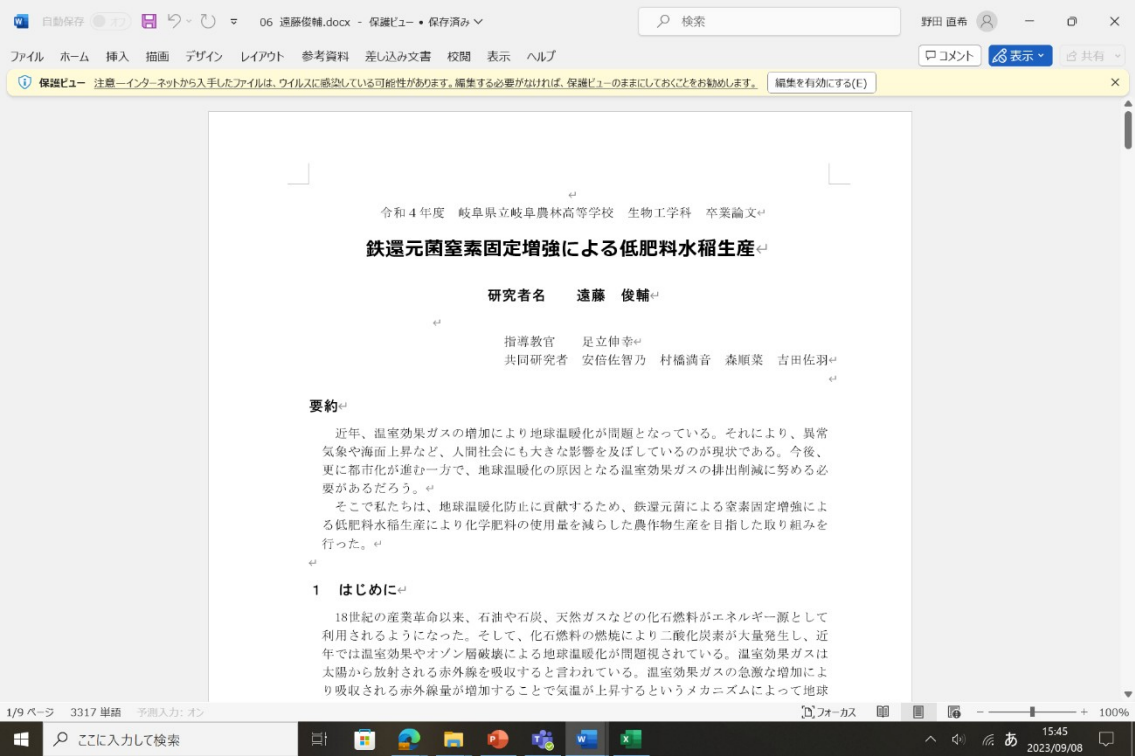 自動保存 オフ 06 遠藤俊輔.docx - 保護ビュー • 保存済み 検索 野田 直希
ファイル ホーム 挿入 描画 デザイン レイアウト 参考資料 差し込み文書 校閲 表示 ヘルプ コメント 表示 共有
保護ビュー 注意―インターネットから入手したファイルは、ウイルスに感染している可能性があります。編集する必要がなければ、保護ビューのままにしておくことをお勧めします。 編集を有効にする(E)
令和4年度 岐阜県立岐阜農林高等学校 生物工学科 卒業論文
鉄還元菌窒素固定増強による低肥料水稲生産
研究者名 遠藤 俊輔
指導教官 足立伸幸
共同研究者 安倍佐智乃 村橋満音 森順菜 吉田佐羽
要約
近年、温室効果ガスの増加により地球温暖化が問題となっている。それにより、異常
気象や海面上昇など、人間社会にも大きな影響を及ぼしているのが現状である。今後、
更に都市化が進む一方で、地球温暖化の原因となる温室効果ガスの排出削減に努める必
要があるだろう。
そこで私たちは、地球温暖化防止に貢献するため、鉄還元菌による窒素固定増強によ
る低肥料水稲生産により化学肥料の使用量を減らした農作物生産を目指した取り組みを
行った。
1 はじめに
18世紀の産業革命以来、石油や石炭、天然ガスなどの化石燃料がエネルギー源として
利用されるようになった。そして、化石燃料の燃焼により二酸化炭素が大量発生し、近
年では温室効果やオゾン層破壊による地球温暖化が問題視されている。温室効果ガスは
太陽から放射される赤外線を吸収すると言われている。温室効果ガスの急激な増加によ
り吸収される赤外線量が増加することで気温が上昇するというメカニズムによって地球
1/9 ページ 3317 単語 予測入力: オン フォーカス 100%
ここに入力して検索 あ 15:45
2023/09/08